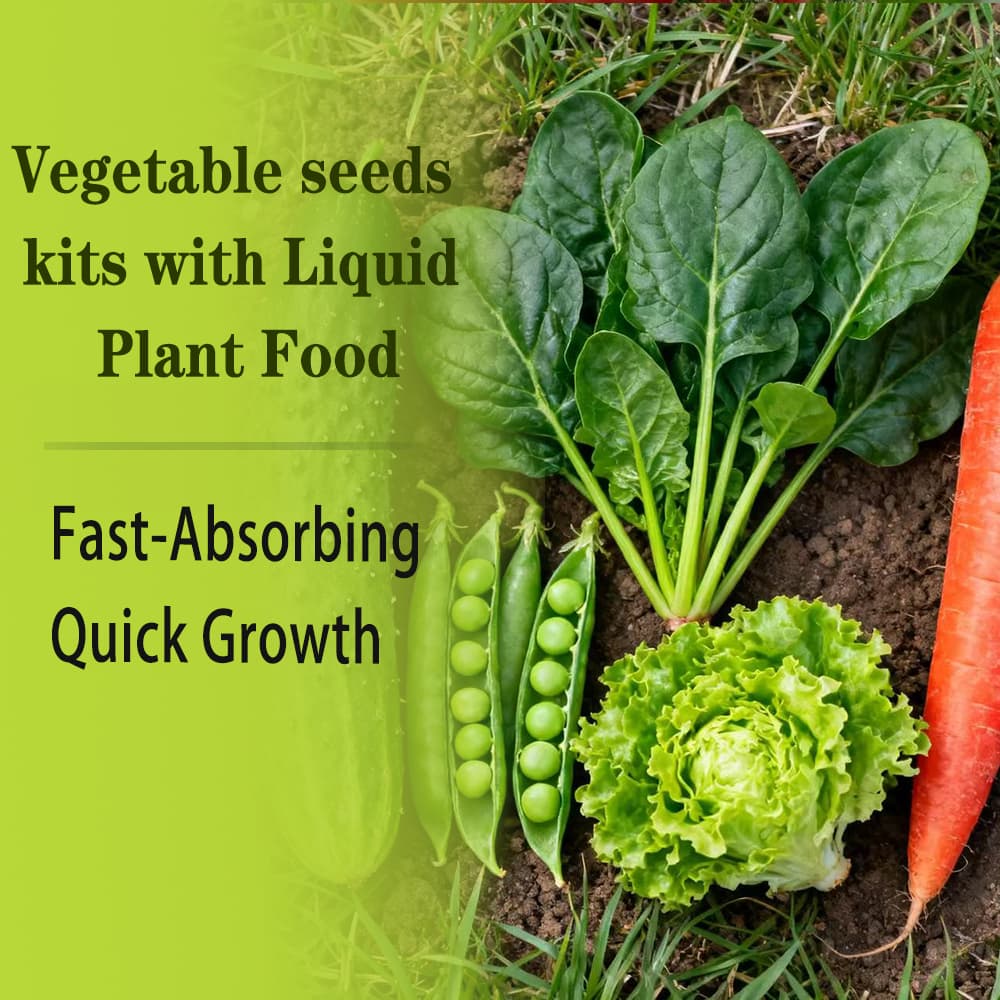 Vegetable seeds
kits with Liquid
Plant Food
Fast-Absorbing
Quick Growth